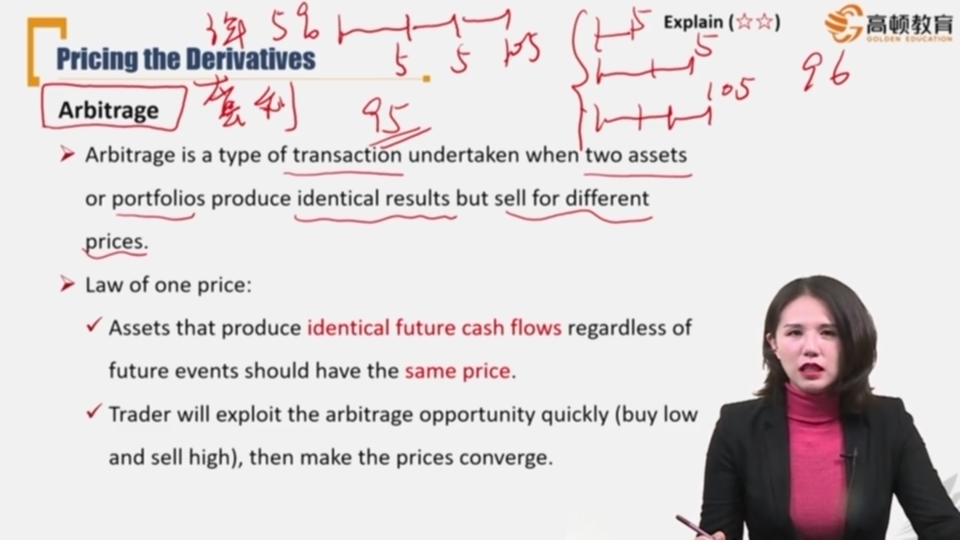 5%
Explain (☆☆)
高顿教育
GOLDEN EDUCATION
Pricing the Derivatives
5 5 105
5
5
105
96
Arbitrage
套利
95
➢ Arbitrage is a type of transaction undertaken when two assets
or portfolios produce identical results but sell for different
prices.
➢ Law of one price:
✓ Assets that produce identical future cash flows regardless of
future events should have the same price.
✓ Trader will exploit the arbitrage opportunity quickly (buy low
and sell high), then make the prices converge.